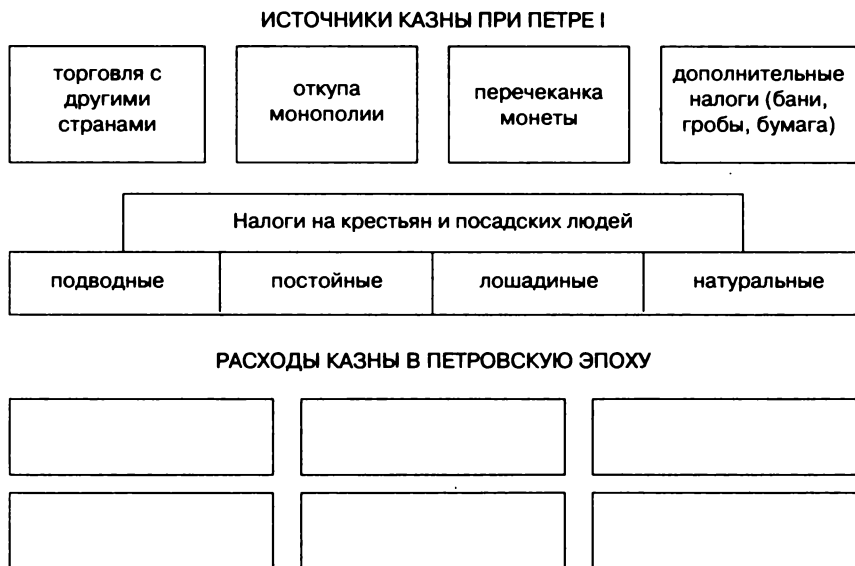 ИСТОЧНИКИ КАЗНЫ ПРИ ПЕТРЕ I
торговля с
другими
странами
откупа
монополии
перечеканка
монеты
дополнительные
налоги (бани,
гробы, бумага)
Налоги на крестьян и посадских людей
подводные
постойные
лошадиные
натуральные
РАСХОДЫ КАЗНЫ В ПЕТРОВСКУЮ ЭПОХУ